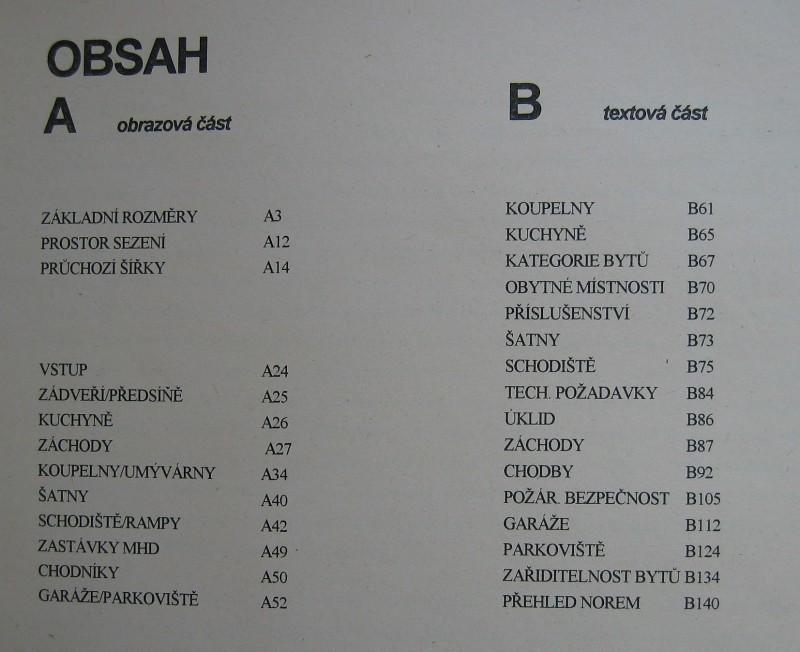 OBSAH
A obrazová část
ZÁKLADNÍ ROZMĚRY A3
PROSTOR SEZENÍ A12
PRŮCHOZÍ ŠÍŘKY A14
VSTUP A24
ZÁDVEŘÍ/PŘEDSÍŇĚ A25
KUCHYNĚ A26
ZÁCHODY A27
KOUPELNY/UMÝVÁRNY A34
ŠATNY A40
SCHODIŠTĚ/RAMPY A42
ZASTÁVKY MHD A49
CHODNÍKY A50
GARÁŽE/PARKOVIŠTĚ A52
B textová část
KOUPELNY B61
KUCHYNĚ B65
KATEGORIE BYTŮ B67
OBYTNÉ MÍSTNOSTI B70
PŘÍSLUŠENSTVÍ B72
ŠATNY B73
SCHODIŠTĚ B75
TECH. POŽADAVKY B84
ÚKLID B86
ZÁCHODY B87
CHODBY B92
POŽÁR. BEZPEČNOST B105
GARÁŽE B112
PARKOVIŠTĚ B124
ZAŘIDITELNOST BYTŮ B134
PŘEHLED NOREM B140